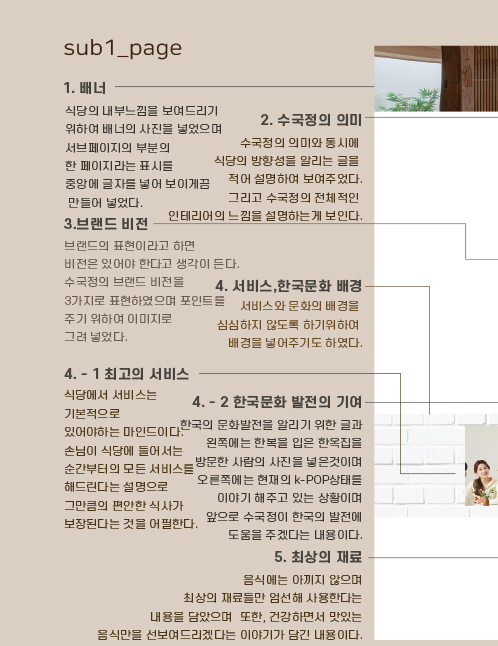 sub1_page
1. 배너
식당의 내부느낌을 보여드리기
위하여 배너의 사진을 넣었으며
서브페이지의 부분의
한 페이지라는 표시를
중앙에 글자를 넣어 보이게끔
만들어 넣었다.
2. 수국정의 의미
수국정의 의미와 동시에
식당의 방향성을 알리는 글을
적어 설명하여 보여주었다.
그리고 수국정의 전체적인
인테리어의 느낌을 설명하는게 보인다.
3.브랜드 비전
브랜드의 표현이라고 하면
비전은 있어야 한다고 생각이 든다.
수국정의 브랜드 비전을
3가지로 표현하였으며 포인트를
주기 위하여 이미지로
그려 넣었다.
4. 서비스,한국문화 배경
서비스와 문화의 배경을
심심하지 않도록 하기위하여
배경을 넣어주기도 하였다.
4. - 1 최고의 서비스
식당에서 서비스는
기본적으로
있어야하는 마인드이다.
손님이 식당에 들어서는
순간부터의 모든 서비스를
해드린다는 설명으로
그만큼의 편안한 식사가
보장된다는 것을 어필한다.
4. - 2 한국문화 발전의 기여
한국의 문화발전을 알리기 위한 글과
왼쪽에는 한복을 입은 한옥집을
방문한 사람의 사진을 넣은것이며
오른쪽에는 현재의 k-POP상태를
이야기 해주고 있는 상황이며
앞으로 수국정이 한국의 발전에
도움을 주겠다는 내용이다.
5. 최상의 재료
음식에는 아끼지 않으며
최상의 재료들만 엄선해 사용한다는
내용을 담았으며 또한, 건강하면서 맛있는
음식만을 선보여드리겠다는 이야기가 담긴 내용이다.